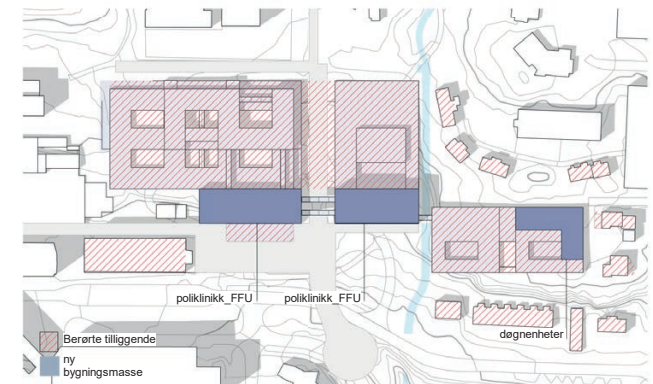 poliklinikk_FFU
poliklinikk_FFU
døgnenheter
Berørte tilliggende
ny
bygningsmasse